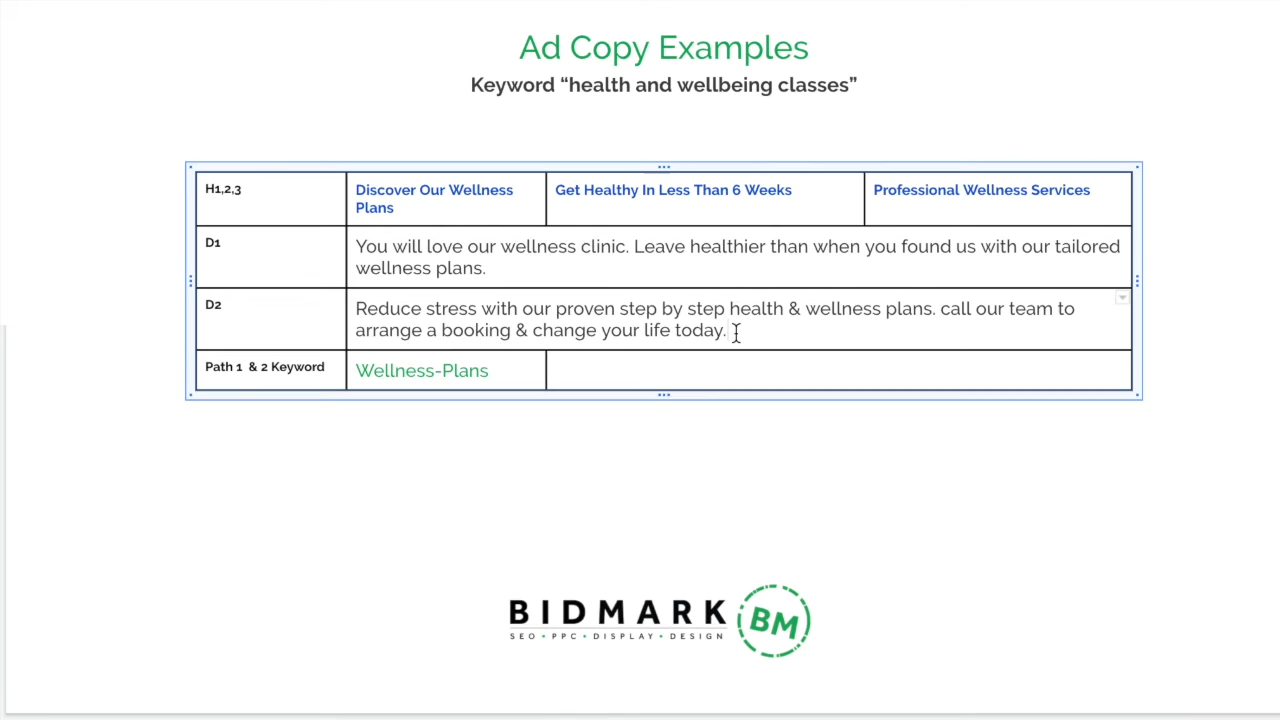 Ad Copy Examples
Keyword “health and wellbeing classes”
H1,2,3
Discover Our Wellness
Plans
Get Healthy In Less Than 6 Weeks
Professional Wellness Services
D1
You will love our wellness clinic. Leave healthier than when you found us with our tailored
wellness plans.
D2
Reduce stress with our proven step by step health & wellness plans. call our team to
arrange a booking & change your life today.
Path 1 & 2 Keyword
Wellness-Plans
BIDMARK
SEO • PPC • DISPLAY • DESIGN
BM